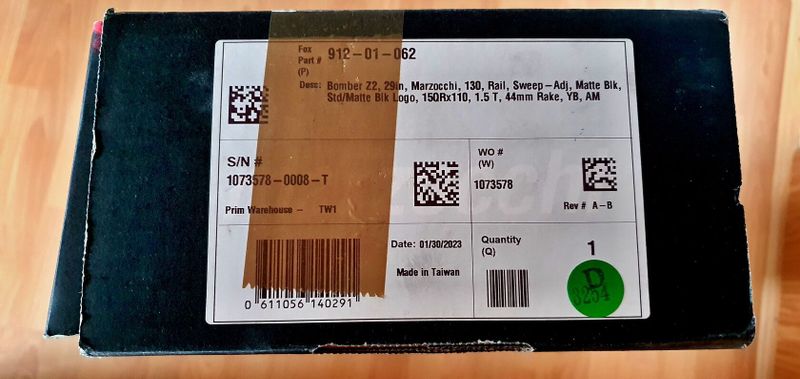 Fox
Part #
(P)
912-01-062
Desc: Bomber Z2, 29in, Marzocchi, 130, Rail, Sweep-Adj, Matte Blk,
Std/Matte Blk Logo, 15QRx110, 1.5 T, 44mm Rake, YB, AM
S/N #
1073578-0008-T
Prim Warehouse - TW1
WO #
(W)
1073578
Rev # A-B
Date: 01/30/2023
Made in Taiwan
Quantity
(Q)
1
0 611056 140291
D
3254